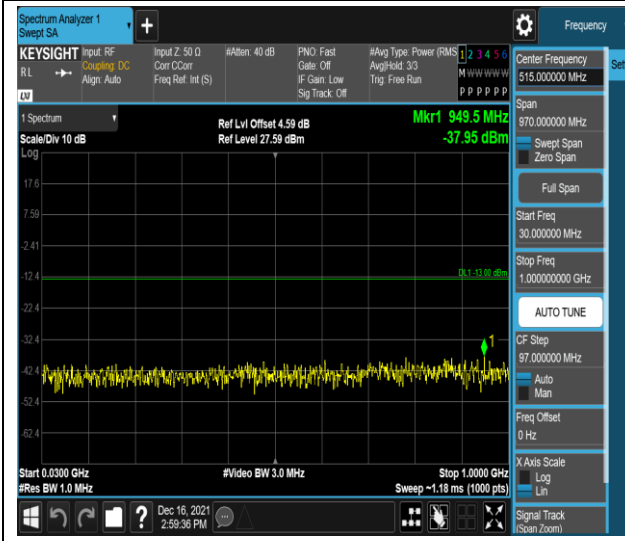 Spectrum Analyzer 1
Swept SA
+
Frequency
KEYSIGHT
RL
LXI
Input: RF
Coupling: DC
Align: Auto
Input Z: 50 Ω
Corr CCorr
Freq Ref: Int (S)
#Atten: 40 dB
PNO: Fast
Gate: Off
IF Gain: Low
Sig Track: Off
#Avg Type: Power (RMS
Avg|Hold: 3/3
Trig: Free Run
1 2 3 4 5 6
M W W W W W
P P P P P P
1 Spectrum
Scale/Div 10 dB
Log
Ref Lvl Offset 4.59 dB
Ref Level 27.59 dBm
Mkr1 949.5 MHz
-37.95 dBm
17.6
7.59
-2.41
-12.4
-22.4
-32.4
-42.4
-52.4
-62.4
DL1 -13.00 dBm
1
Start 0.0300 GHz
#Res BW 1.0 MHz
#Video BW 3.0 MHz
Stop 1.0000 GHz
Sweep ~1.18 ms (1000 pts)
Center Frequency
515.000000 MHz
Set
Span
970.000000 MHz
Swept Span
Zero Span
Full Span
Start Freq
30.000000 MHz
Stop Freq
1.000000000 GHz
AUTO TUNE
CF Step
97.000000 MHz
Auto
Man
Freq Offset
0 Hz
X Axis Scale
Log
Lin
Signal Track
(Span Zoom)
?
Dec 16, 2021
2:59:36 PM